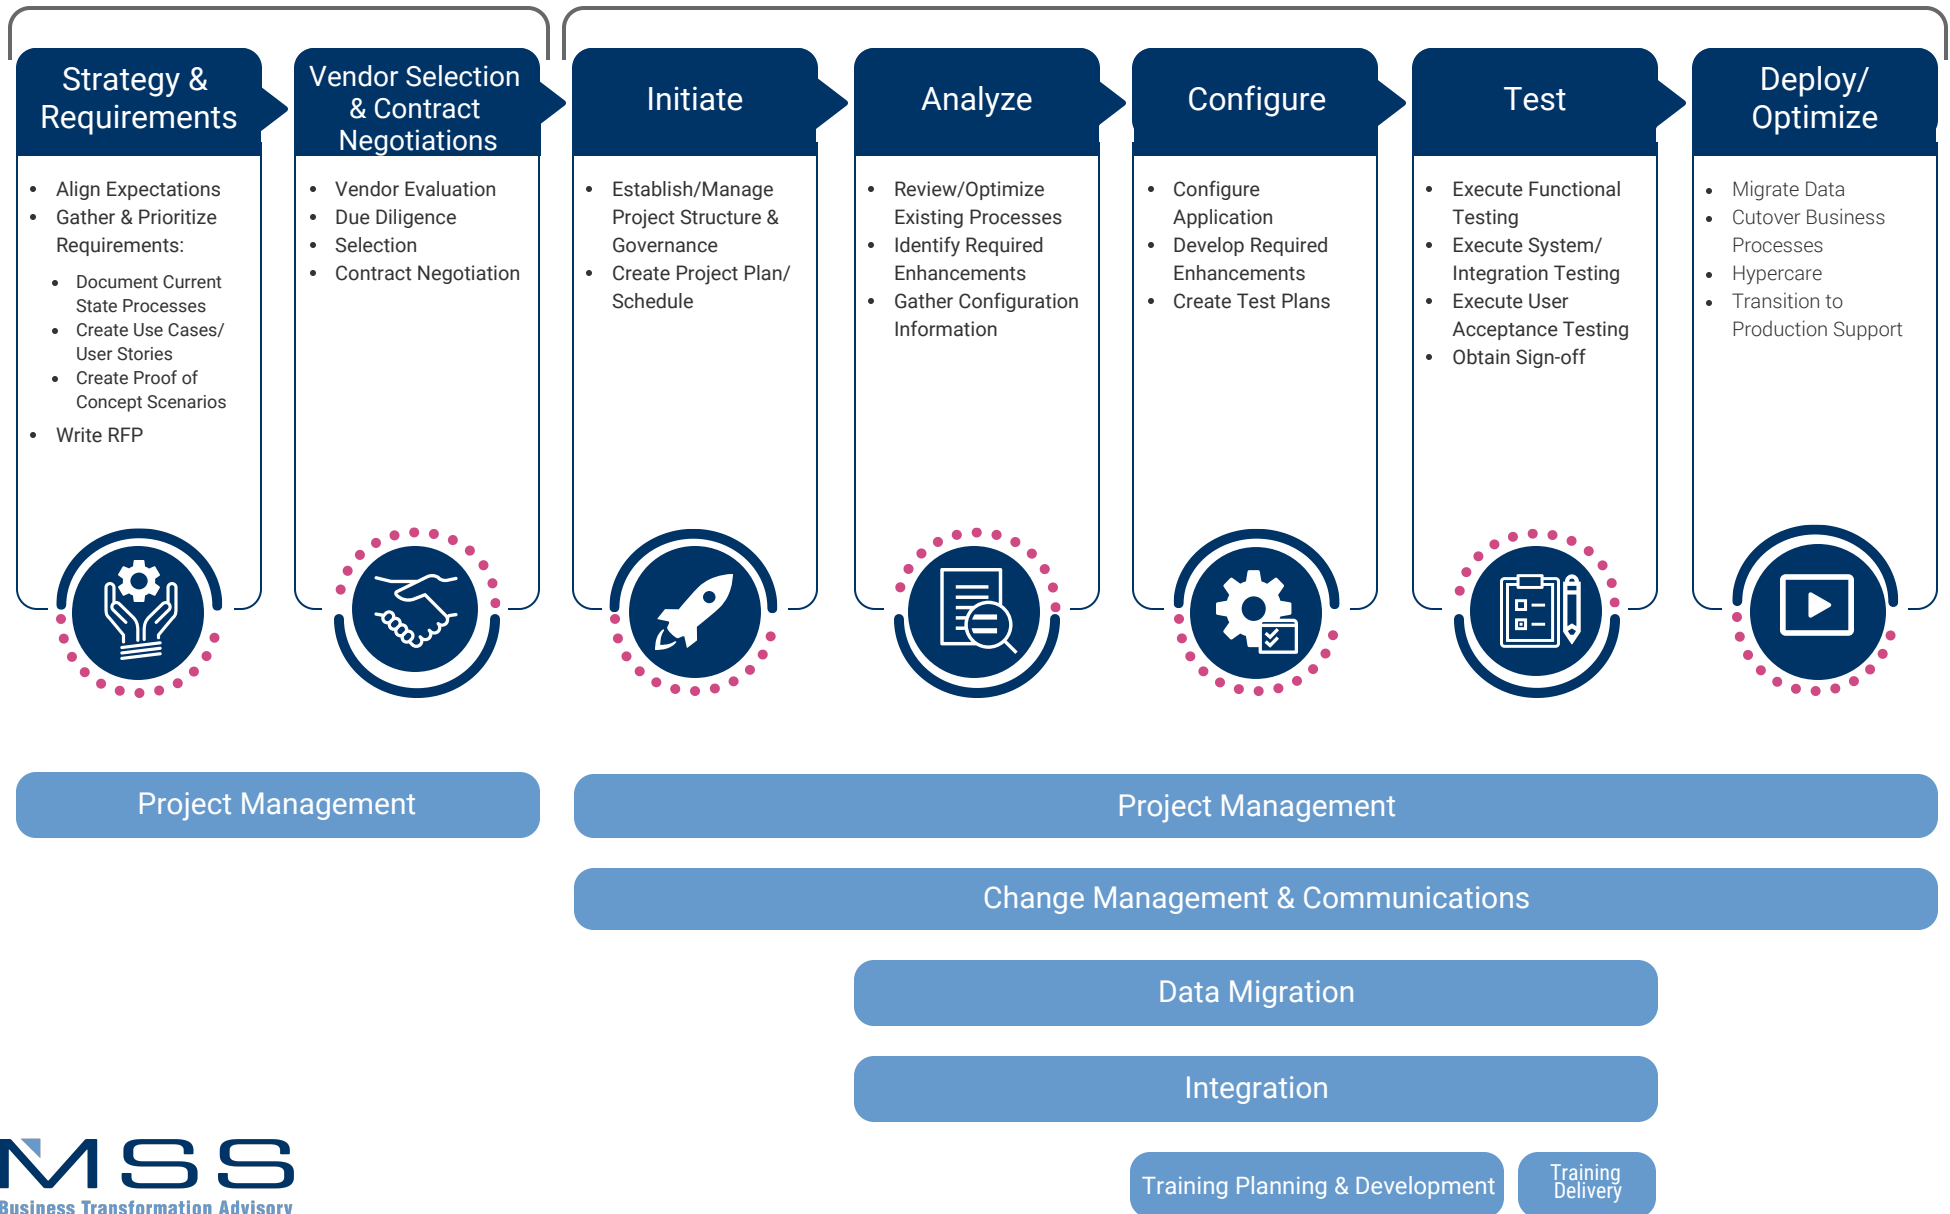 Strategy &
Requirements
Align Expectations
Gather & Prioritize
Requirements:
Document Current
State Processes
Create Use Cases/
User Stories
Create Proof of
Concept Scenarios
Write RFP
Vendor Selection
& Contract
Negotiations
Vendor Evaluation
Due Diligence
Selection
Contract Negotiation
Initiate
Establish/Manage
Project Structure &
Governance
Create Project Plan/
Schedule
Analyze
Review/Optimize
Existing Processes
Identify Required
Enhancements
Gather Configuration
Information
Configure
Configure
Application
Develop Required
Enhancements
Create Test Plans
Test
Execute Functional
Testing
Execute System/
Integration Testing
Execute User
Acceptance Testing
Obtain Sign-off
Deploy/
Optimize
Migrate Data
Cutover Business
Processes
Hypercare
Transition to
Production Support
Project Management
Project Management
Change Management & Communications
Data Migration
Integration
Training Planning & Development
Training
Delivery
MSS
Business Transformation Advisory